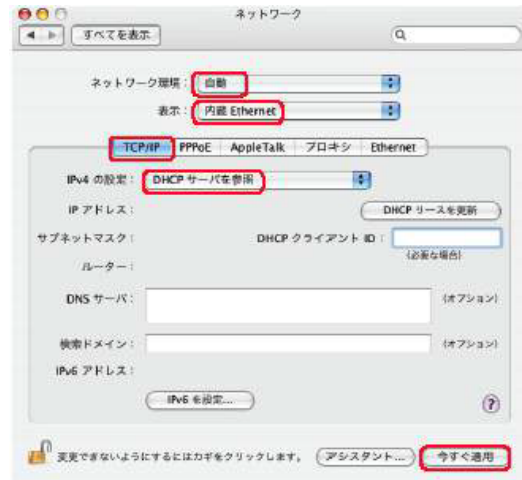 ネットワーク
すべてを表示
ネットワーク環境： 自動
表示： 内蔵 Ethernet
TCP/IP PPPoE AppleTalk プロキシ Ethernet
IPv4 の設定： DHCP サーバを参照
IP アドレス： DHCP リースを更新
サブネットマスク： DHCP クライアント ID：
(必要な場合)
ルーター：
DNS サーバ： (オプション)
検索ドメイン： (オプション)
IPv6 アドレス：
IPv6 を設定... ?
変更できないようにするにはカギをクリックします。 アシスタント... 今すぐ適用